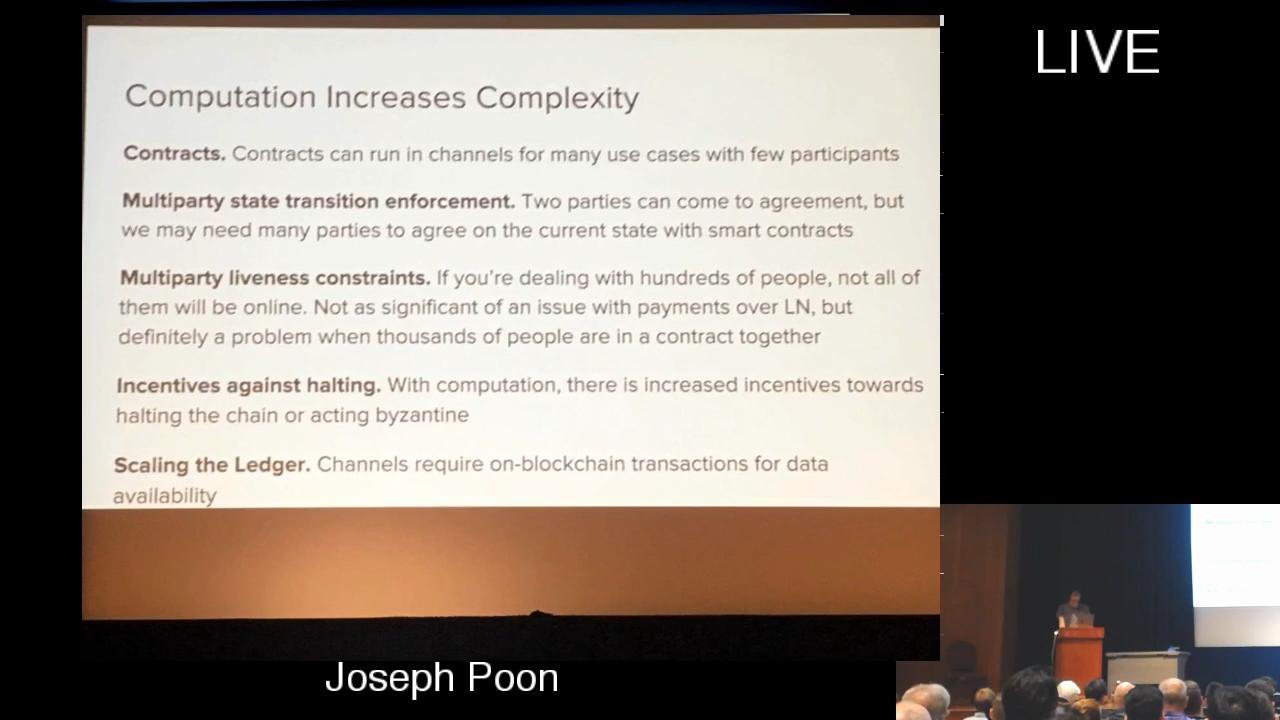 LIVE
Computation Increases Complexity
Contracts. Contracts can run in channels for many use cases with few participants
Multiparty state transition enforcement. Two parties can come to agreement, but
we may need many parties to agree on the current state with smart contracts
Multiparty liveness constraints. If you're dealing with hundreds of people, not all of
them will be online. Not as significant of an issue with payments over LN, but
definitely a problem when thousands of people are in a contract together
Incentives against halting. With computation, there is increased incentives towards
halting the chain or acting byzantine
Scaling the Ledger. Channels require on-blockchain transactions for data
availability
Joseph Poon